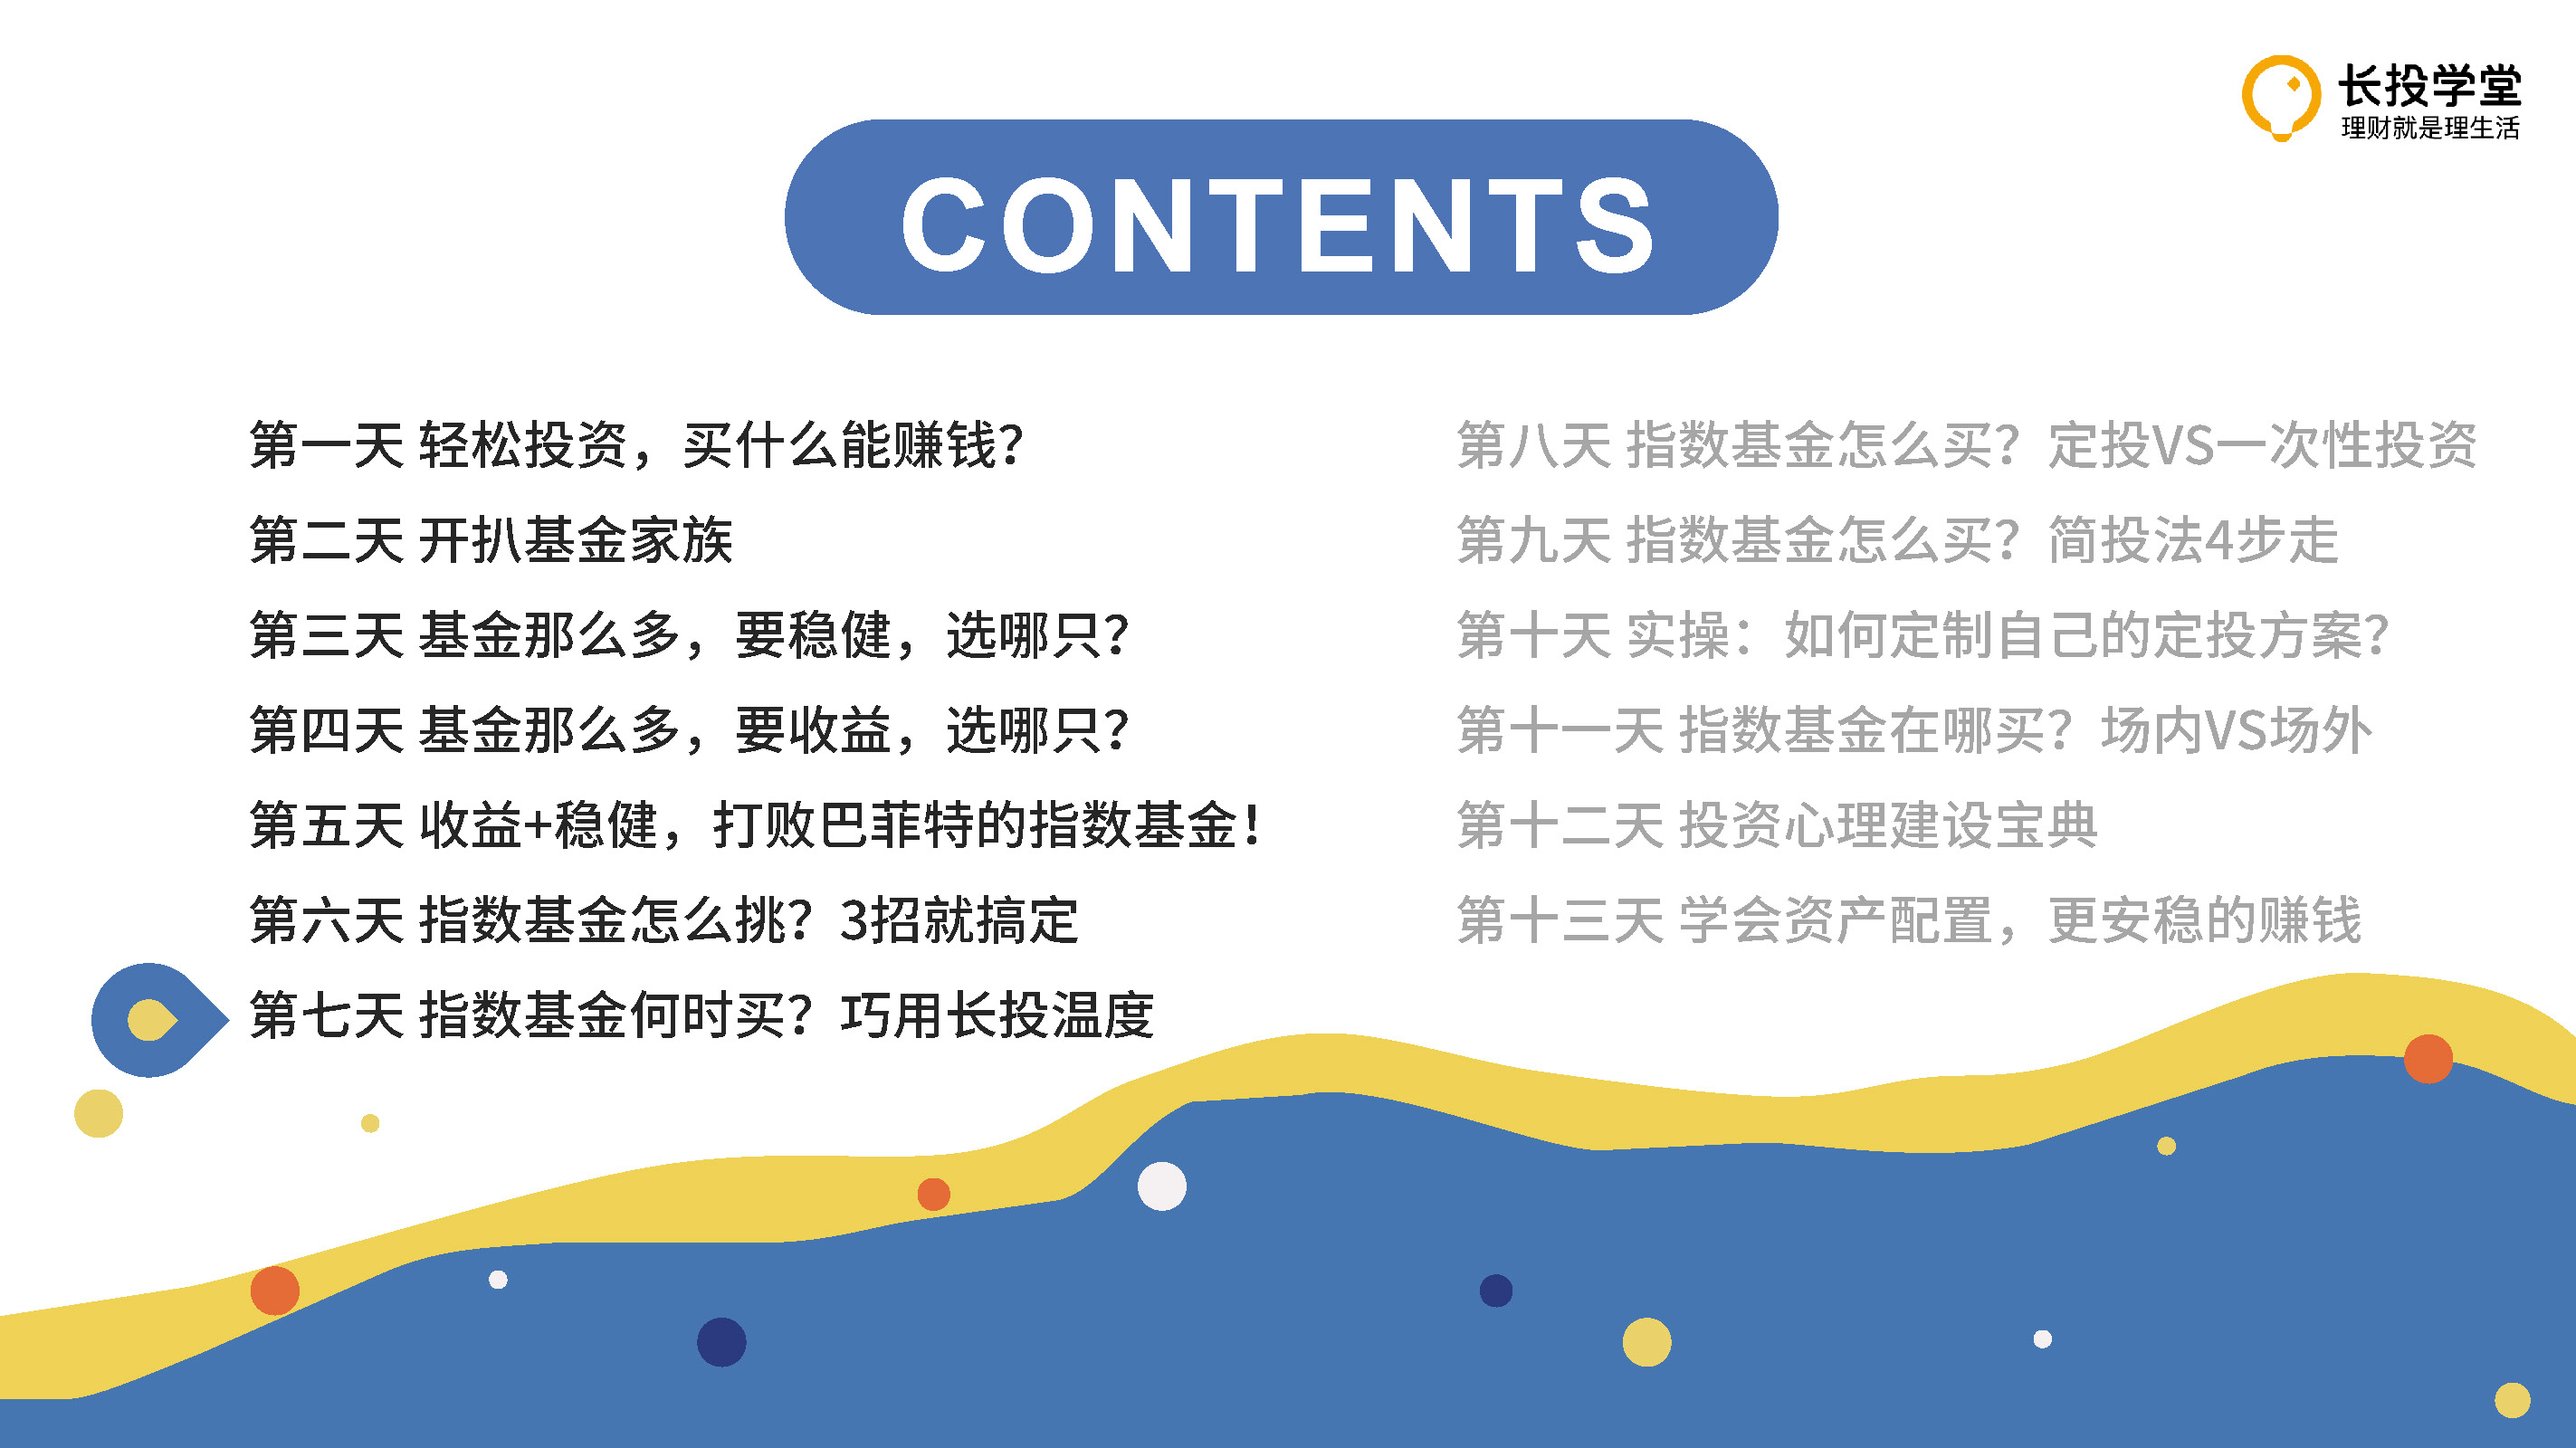 长投学堂
理财就是理生活
CONTENTS
第一天 轻松投资，买什么能赚钱？
第二天 开扒基金家族
第三天 基金那么多，要稳健，选哪只？
第四天 基金那么多，要收益，选哪只？
第五天 收益+稳健，打败巴菲特的指数基金！
第六天 指数基金怎么挑？3招就搞定
第七天 指数基金何时买？巧用长投温度
第八天 指数基金怎么买？定投VS一次性投资
第九天 指数基金怎么买？简投法4步走
第十天 实操：如何定制自己的定投方案？
第十一天 指数基金在哪买？场内VS场外
第十二天 投资心理建设宝典
第十三天 学会资产配置，更安稳的赚钱